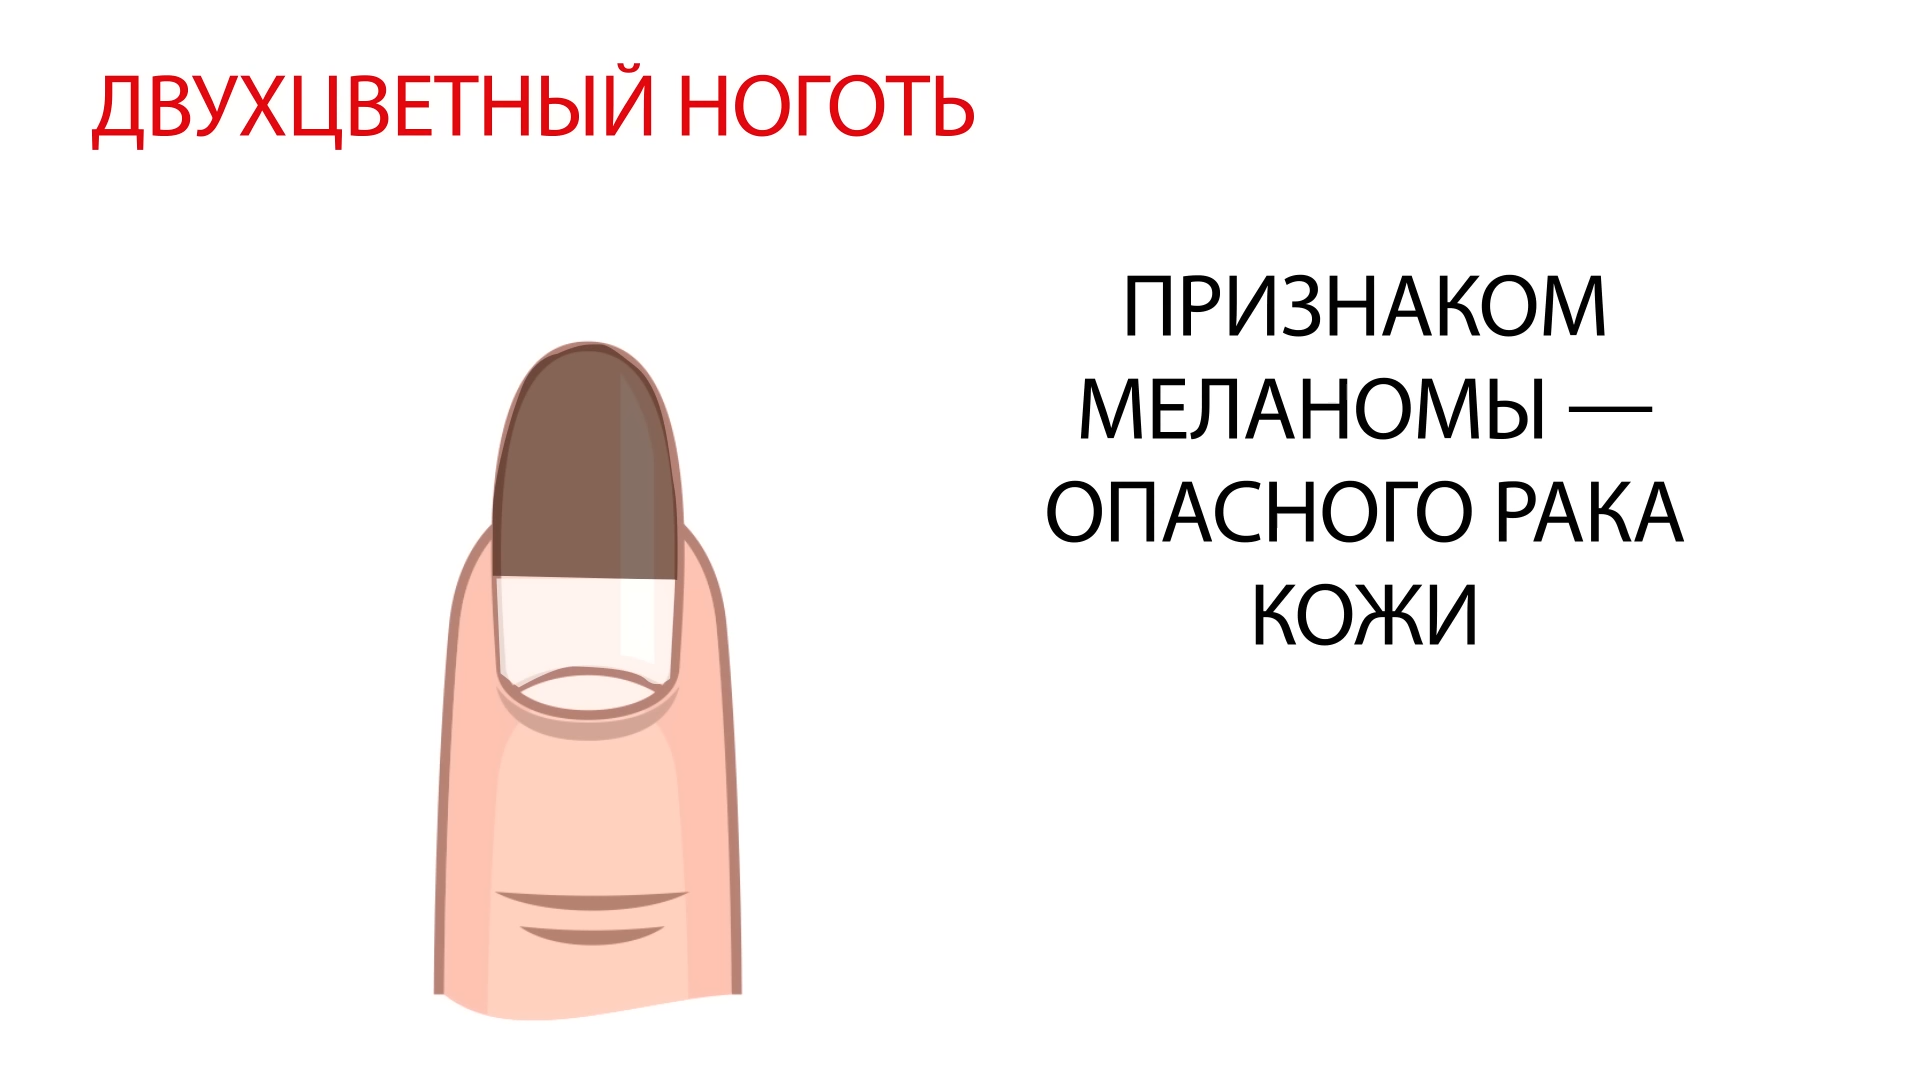 ДВУХЦВЕТНЫЙ НОГОТЬ
ПРИЗНАКОМ
МЕЛАНОМЫ —
ОПАСНОГО РАКА
КОЖИ